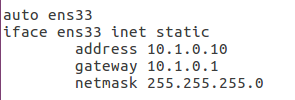 auto ens33
iface ens33 inet static
        address 10.1.0.10
        gateway 10.1.0.1
        netmask 255.255.255.0